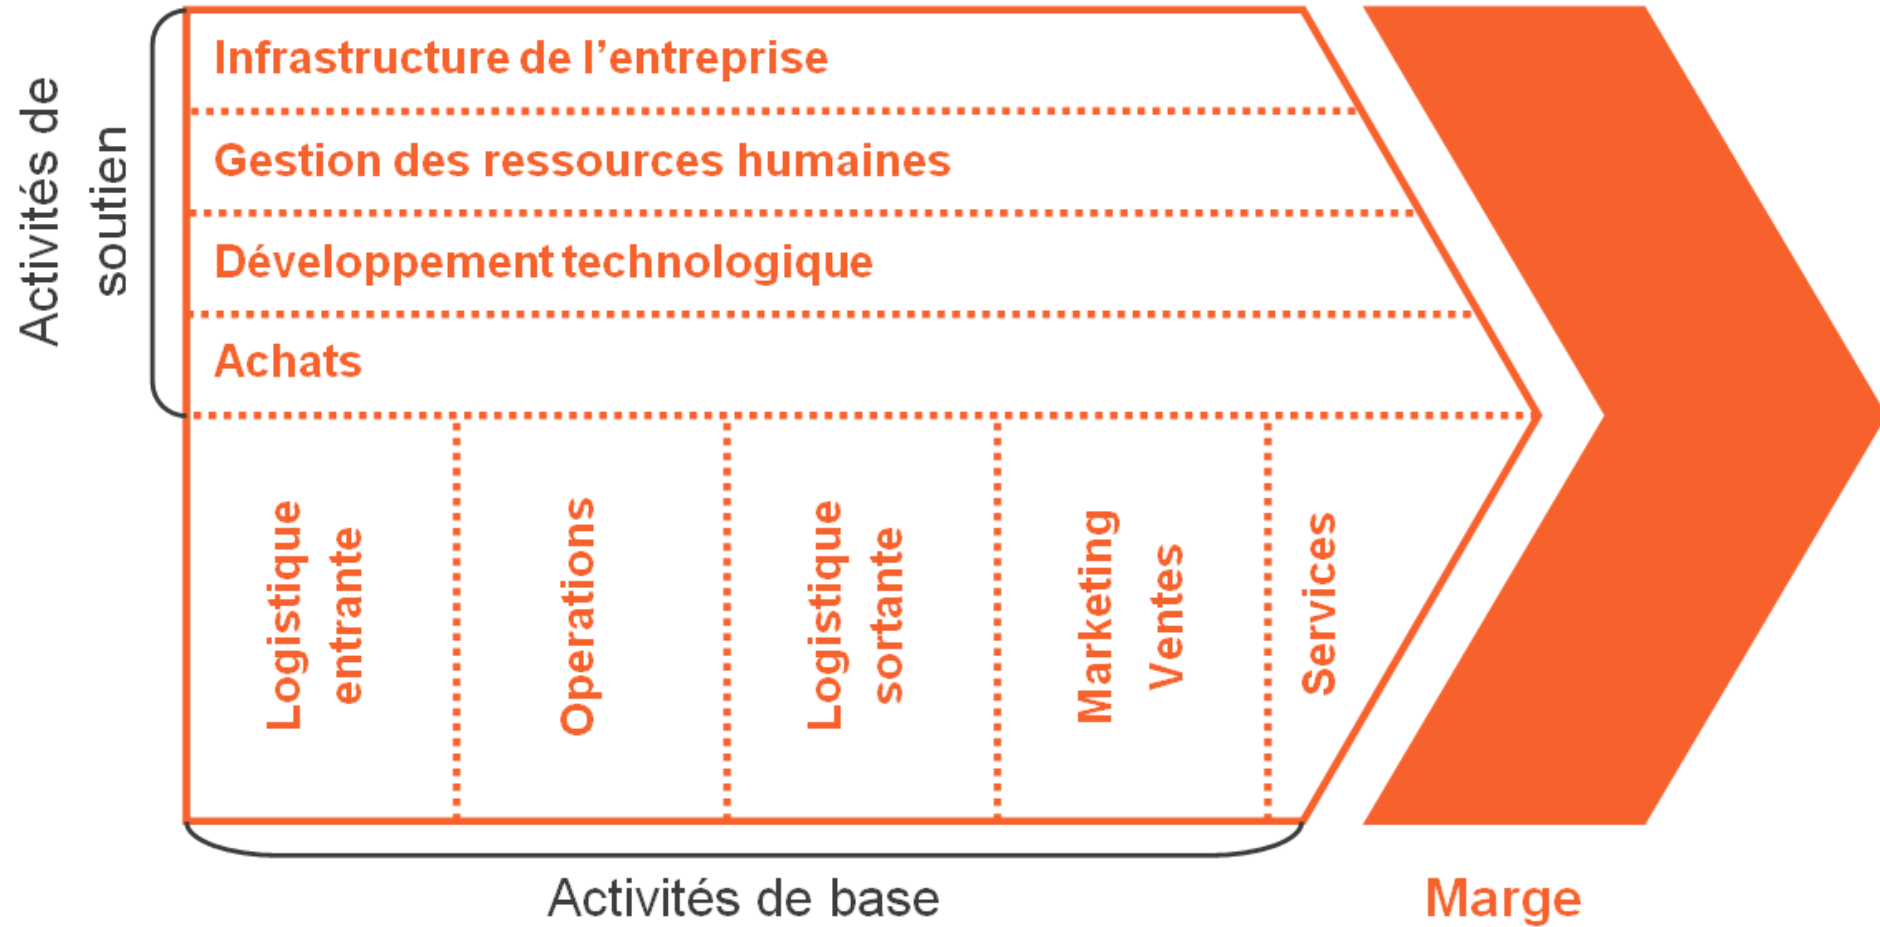 Activités de
soutien
Infrastructure de l’entreprise
Gestion des ressources humaines
Développement technologique
Achats
Logistique
entrante
Operations
Logistique
sortante
Marketing
Ventes
Services
Activités de base
Marge